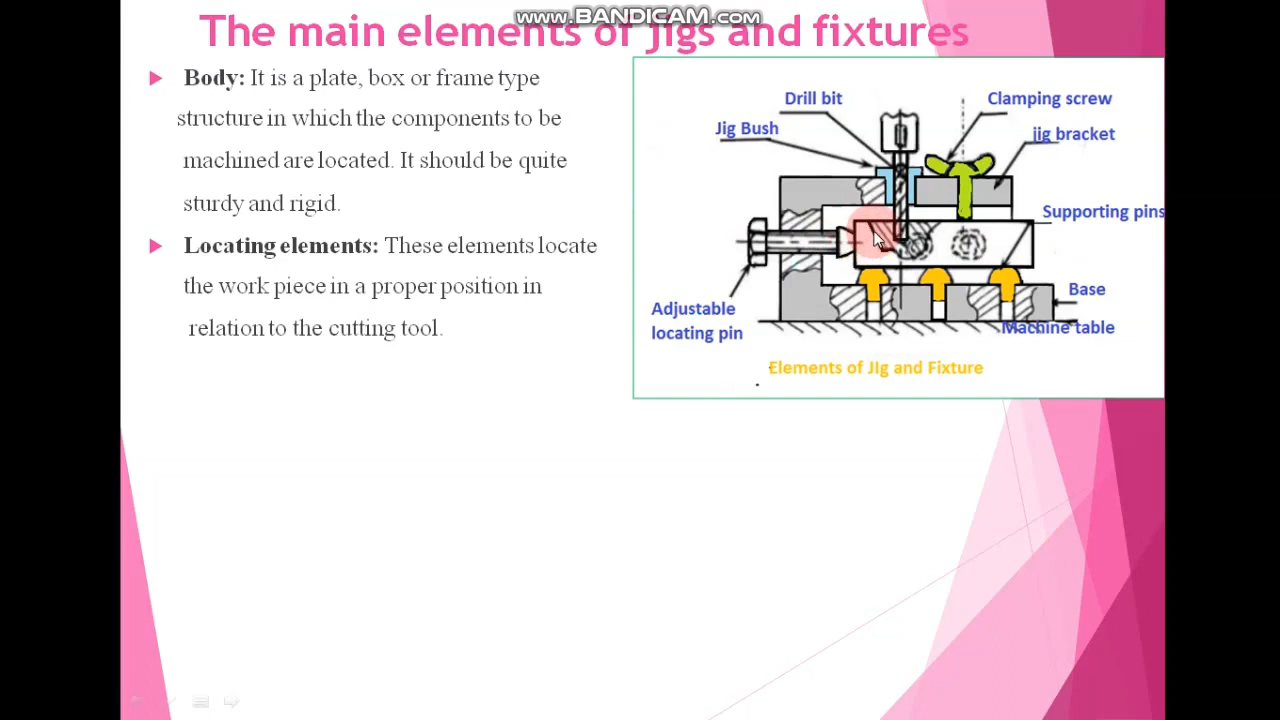 www.BANDICAM.com
The main elements of Jigs and fixtures
Body: It is a plate, box or frame type
structure in which the components to be
machined are located. It should be quite
sturdy and rigid.
Locating elements: These elements locate
the work piece in a proper position in
relation to the cutting tool.
Drill bit
Clamping screw
Jig Bush
jig bracket
Supporting pins
Adjustable
locating pin
Base
Machine table
Elements of JIg and Fixture